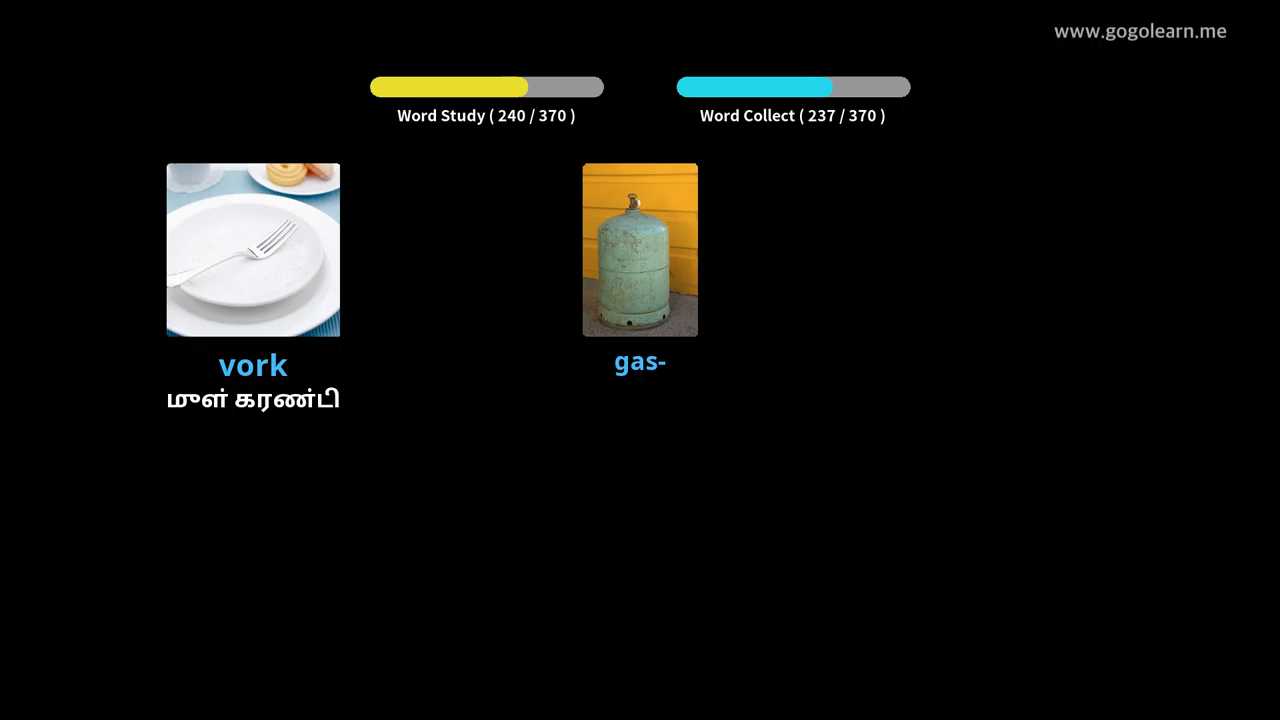 www.gogolearn.me
Word Study ( 240 / 370 )
Word Collect ( 237 / 370 )
vork
முள் கரண்டி
gas-